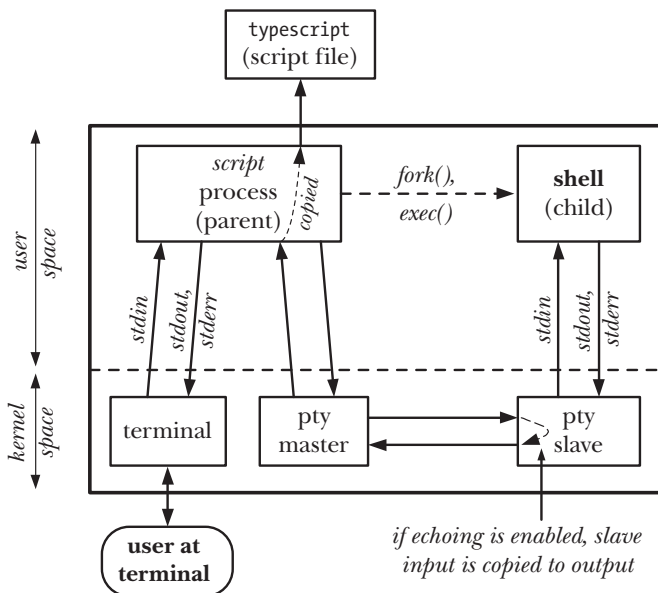 typescript
(script file)
script
process
(parent)
copied
fork(),
exec()
shell
(child)
user
space
stdin
stdout,
stderr
stdin
stdout,
stderr
kernel
space
terminal
pty
master
pty
slave
user at
terminal
if echoing is enabled, slave
input is copied to output